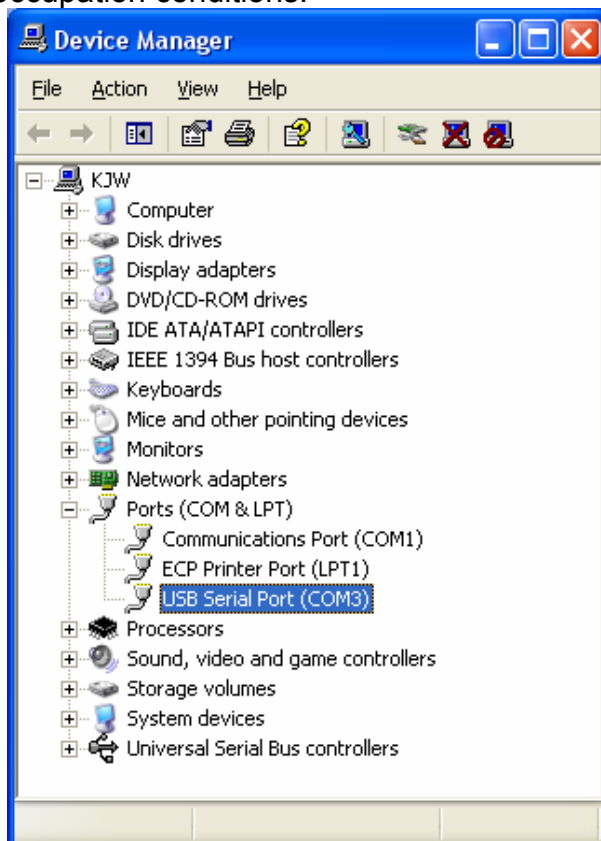 occupation conditions.
Device Manager
File Action View Help
KJW
Computer
Disk drives
Display adapters
DVD/CD-ROM drives
IDE ATA/ATAPI controllers
IEEE 1394 Bus host controllers
Keyboards
Mice and other pointing devices
Monitors
Network adapters
Ports (COM & LPT)
Communications Port (COM1)
ECP Printer Port (LPT1)
USB Serial Port (COM3)
Processors
Sound, video and game controllers
Storage volumes
System devices
Universal Serial Bus controllers